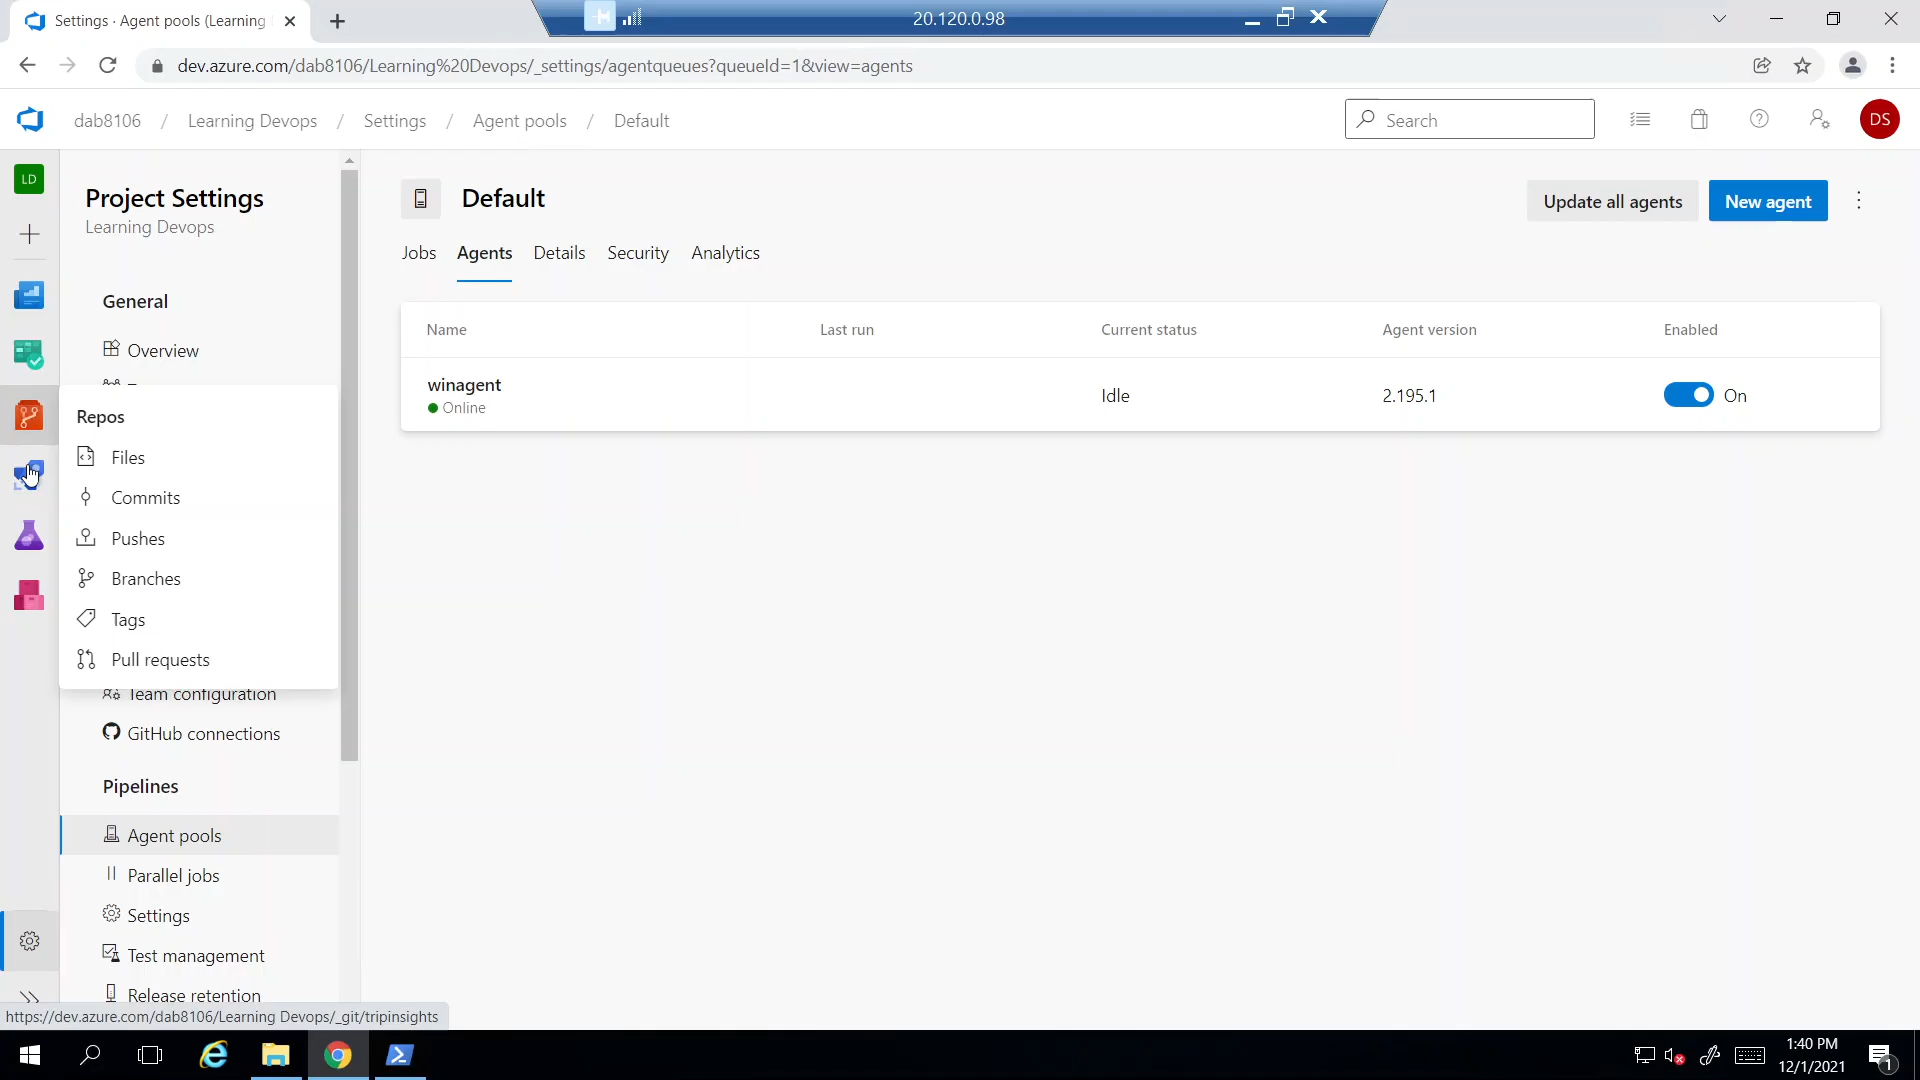 Settings · Agent pools (Learning
20.120.0.98
dev.azure.com/dab8106/Learning%20Devops/_settings/agentqueues?queueId=1&view=agents
dab8106 / Learning Devops / Settings / Agent pools / Default
Search
DS
LD
Project Settings
Learning Devops
General
Overview
Repos
Files
Commits
Pushes
Branches
Tags
Pull requests
Team configuration
GitHub connections
Pipelines
Agent pools
Parallel jobs
Settings
Test management
Release retention
Default
Update all agents
New agent
Jobs Agents Details Security Analytics
Name Last run Current status Agent version Enabled
winagent
Online
Idle
2.195.1
On
https://dev.azure.com/dab8106/Learning Devops/_git/tripinsights
1:40 PM
12/1/2021
1